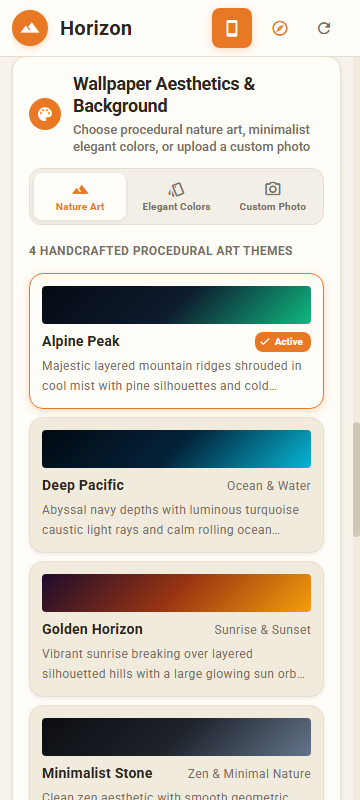 Horizon
Wallpaper Aesthetics &
Background
Choose procedural nature art, minimalist
elegant colors, or upload a custom photo
Nature Art
Elegant Colors
Custom Photo
4 HANDCRAFTED PROCEDURAL ART THEMES
Alpine Peak
Active
Majestic layered mountain ridges shrouded in
cool mist with pine silhouettes and cold…
Deep Pacific
Ocean & Water
Abyssal navy depths with luminous turquoise
caustic light rays and calm rolling ocean…
Golden Horizon
Sunrise & Sunset
Vibrant sunrise breaking over layered
silhouetted hills with a large glowing sun orb…
Minimalist Stone
Zen & Minimal Nature
Clean zen aesthetic with smooth geometric